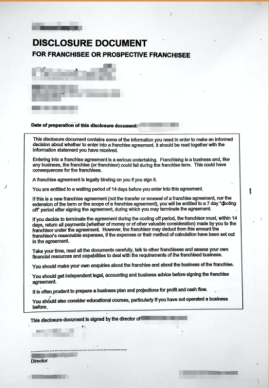 DISCLOSURE DOCUMENT
FOR FRANCHISEE OR PROSPECTIVE FRANCHISEE
Date of preparation of this disclosure document:
This disclosure document contains some of the information you need in order to make an informed
decision about whether to enter into a franchise agreement. It should be read together with the
information statement you have received.
Entering into a franchise agreement is a serious undertaking. Franchising is a business and, like
any business, the franchise (or franchisor) could fail during the franchise term. This could have
consequences for the franchisee.
A franchise agreement is legally binding on you if you sign it.
You are entitled to a waiting period of 14 days before you enter into this agreement.
If this is a new franchise agreement (not the transfer or renewal of a franchise agreement, nor the
extension of the term or the scope of a franchise agreement), you will be entitled to a 7 day "cooling
off" period after signing the agreement, during which you may terminate the agreement.
If you decide to terminate the agreement during the cooling off period, the franchisor must, within 14
days, return all payments (whether of money or of other valuable consideration) made by you to the
franchisor under the agreement. However, the franchisor may deduct from this amount the
franchisor's reasonable expenses, if the expenses or their method of calculation have been set out
in the agreement.
Take your time, read all the documents carefully, talk to other franchisees and assess your own
financial resources and capabilities to deal with the requirements of the franchised business.
You should make your own enquiries about the franchise and about the business of the franchise.
You should get independent legal, accounting and business advice before signing the franchise
agreement.
It is often prudent to prepare a business plan and projections for profit and cash flow.
You should also consider educational courses, particularly if you have not operated a business
before.
This disclosure document is signed by the director of
Director